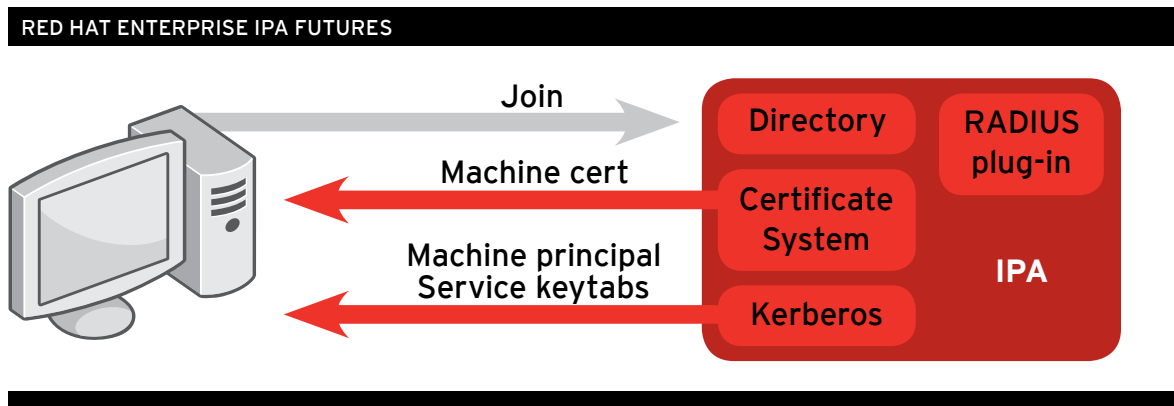 RED HAT ENTERPRISE IPA FUTURES
Join
Machine cert
Machine principal
Service keytabs
Directory
Certificate
System
Kerberos
RADIUS
plug-in
IPA